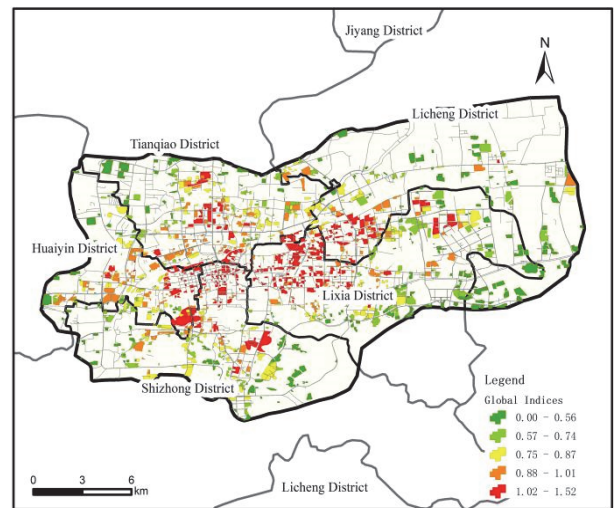 Jiyang District
N
Licheng District
Tianqiao District
Huaiyin District
Lixia District
Shizhong District
Legend
Global Indices
0.00 - 0.56
0.57 - 0.74
0.75 - 0.87
0.88 - 1.01
1.02 - 1.52
0 3 6
km
Licheng District